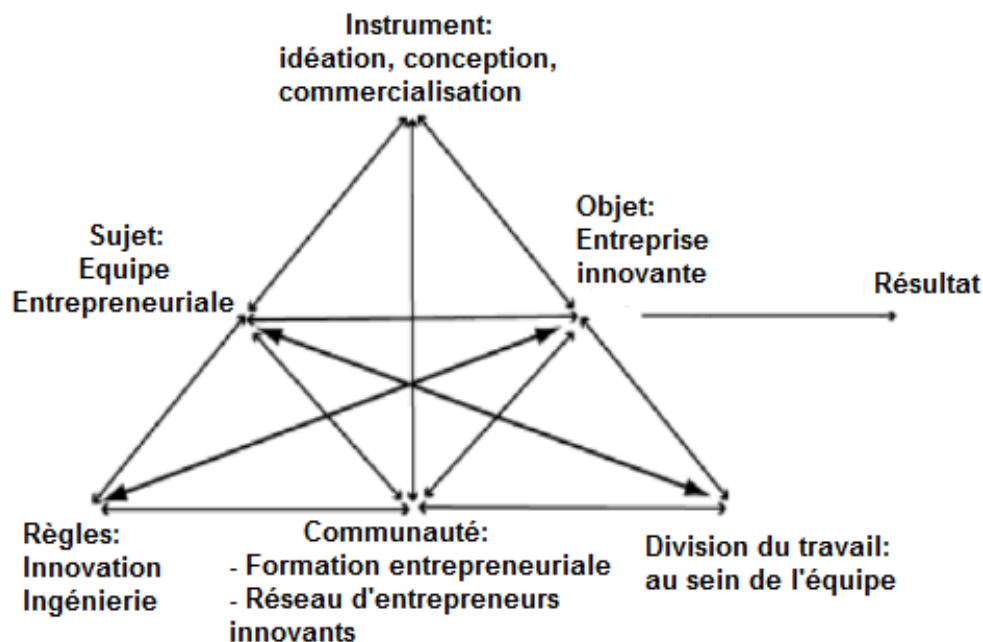 Instrument:
idéation, conception,
commercialisation
Sujet:
Equipe
Entrepreneuriale
Objet:
Entreprise
innovante
Résultat
Règles:
Innovation
Ingénierie
Communauté:
- Formation entrepreneuriale
- Réseau d'entrepreneurs
innovants
Division du travail:
au sein de l'équipe